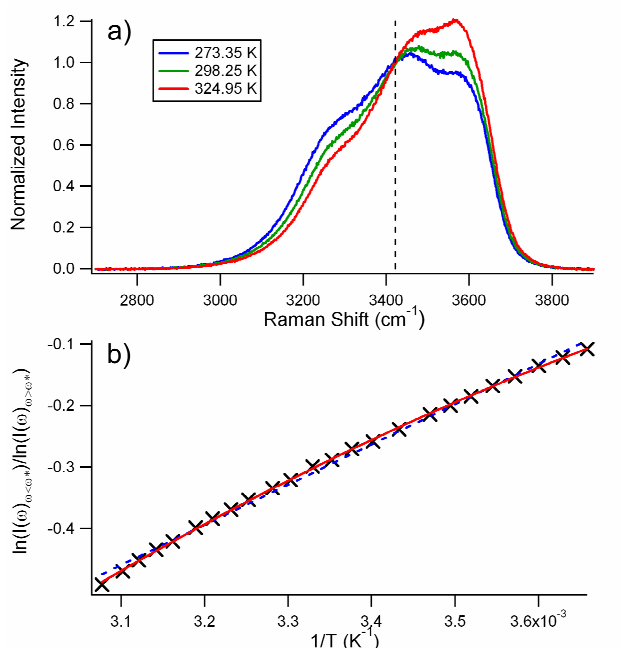 a)
273.35 K
298.25 K
324.95 K
Normalized Intensity
1.2
1.0
0.8
0.6
0.4
0.2
0.0
2800 3000 3200 3400 3600 3800
Raman Shift (cm⁻¹)
b)
ln(I(ω)ω<ω*)/ln(I(ω)ω>ω*)
-0.1
-0.2
-0.3
-0.4
3.1 3.2 3.3 3.4 3.5 3.6x10⁻³
1/T (K⁻¹)